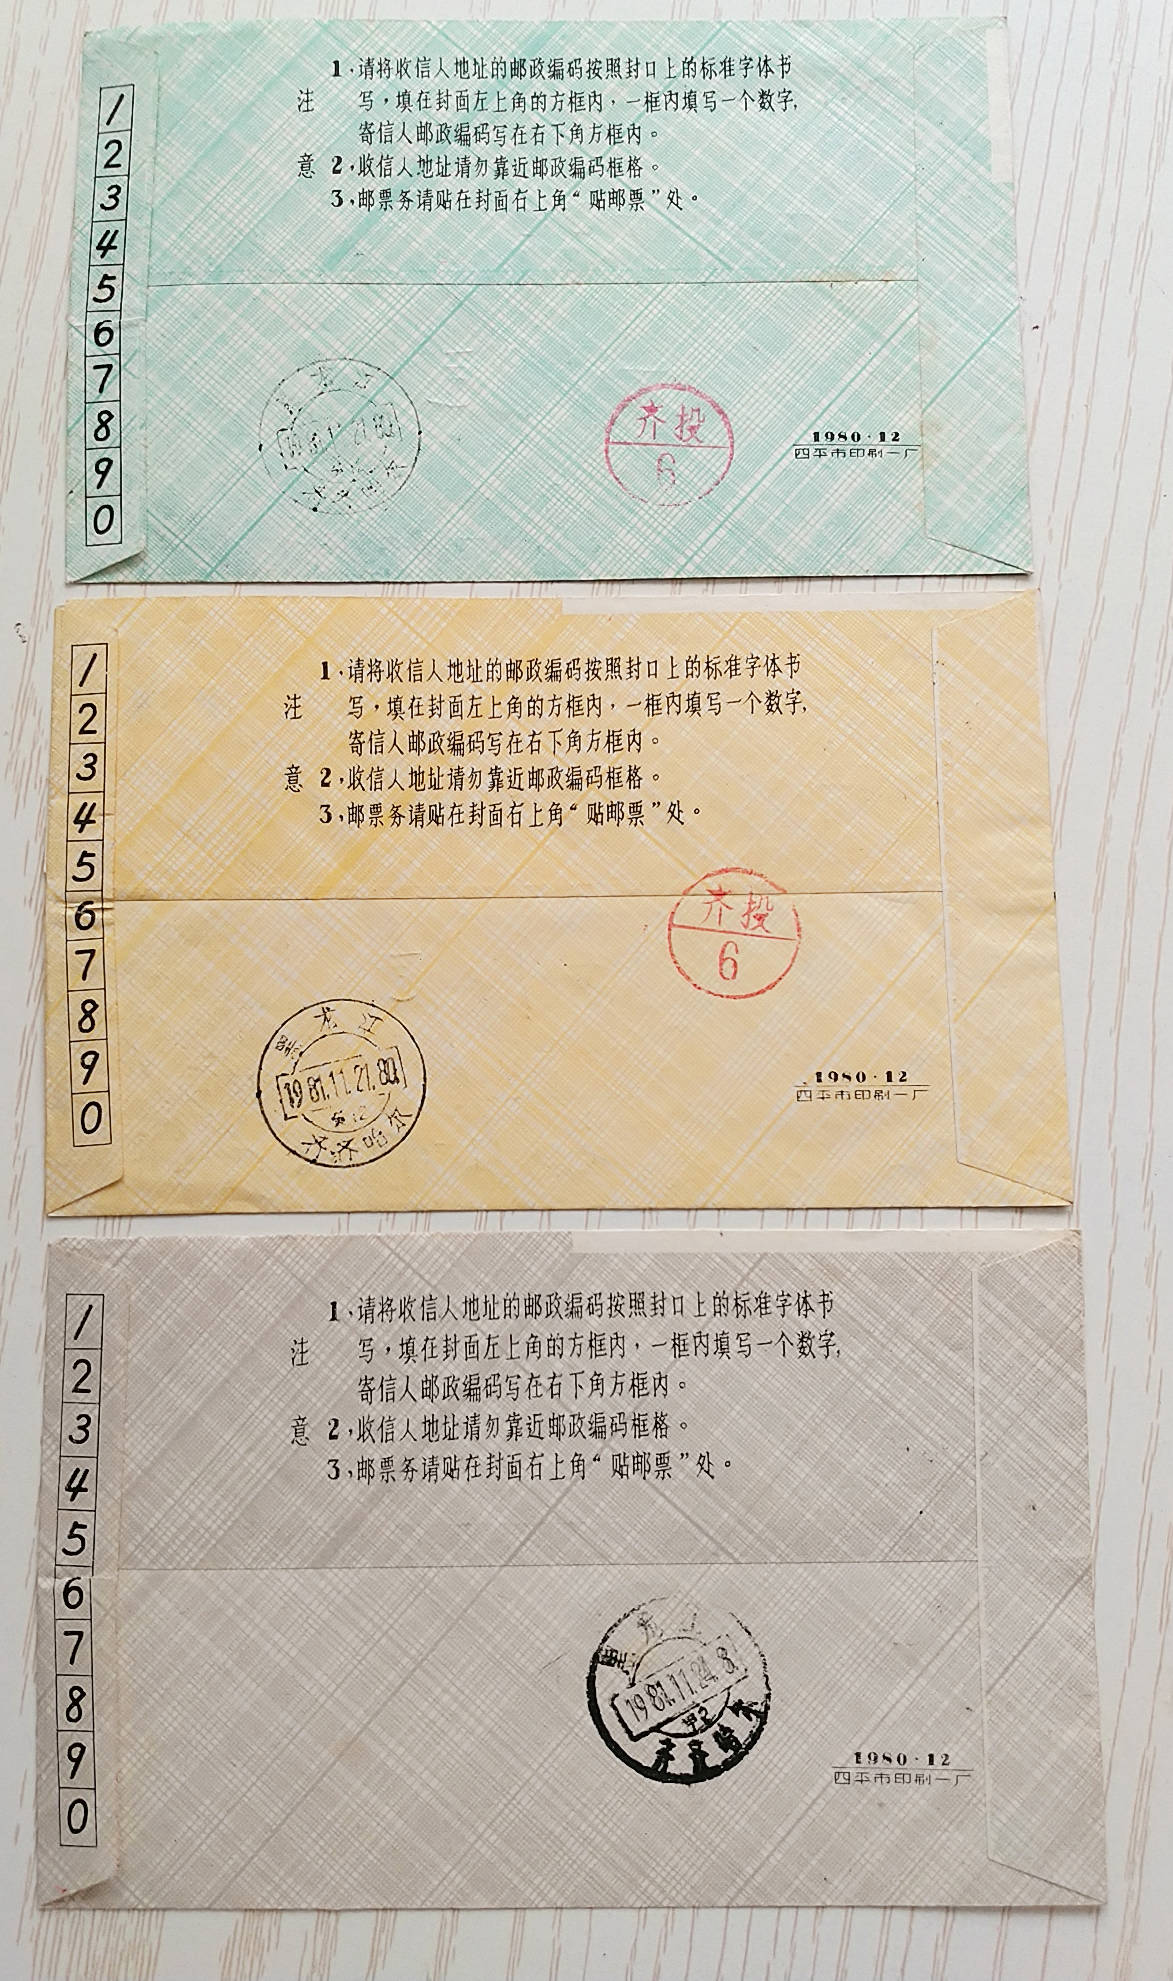 1
2
3
4
5
6
7
8
9
0
注意
1、请将收信人地址的邮政编码按照封口上的标准字体书
写，填在封面左上角的方框内，一框内填写一个数字，
寄信人邮政编码写在右下角方框内。
2、收信人地址请勿靠近邮政编码框格。
3、邮票务请贴在封面右上角“贴邮票”处。
龙江
齐投
6
1980·12
四平市印刷一厂
1
2
3
4
5
6
7
8
9
0
注意
1、请将收信人地址的邮政编码按照封口上的标准字体书
写，填在封面左上角的方框内，一框内填写一个数字，
寄信人邮政编码写在右下角方框内。
2、收信人地址请勿靠近邮政编码框格。
3、邮票务请贴在封面右上角“贴邮票”处。
齐投
6
黑龙江
1981.11.21.80
齐齐哈尔
1980·12
四平市印刷一厂
1
2
3
4
5
6
7
8
9
0
注意
1、请将收信人地址的邮政编码按照封口上的标准字体书
写，填在封面左上角的方框内，一框内填写一个数字，
寄信人邮政编码写在右下角方框内。
2、收信人地址请勿靠近邮政编码框格。
3、邮票务请贴在封面右上角“贴邮票”处。
黑龙江
1981.11.24.8
齐齐哈尔
1980·12
四平市印刷一厂